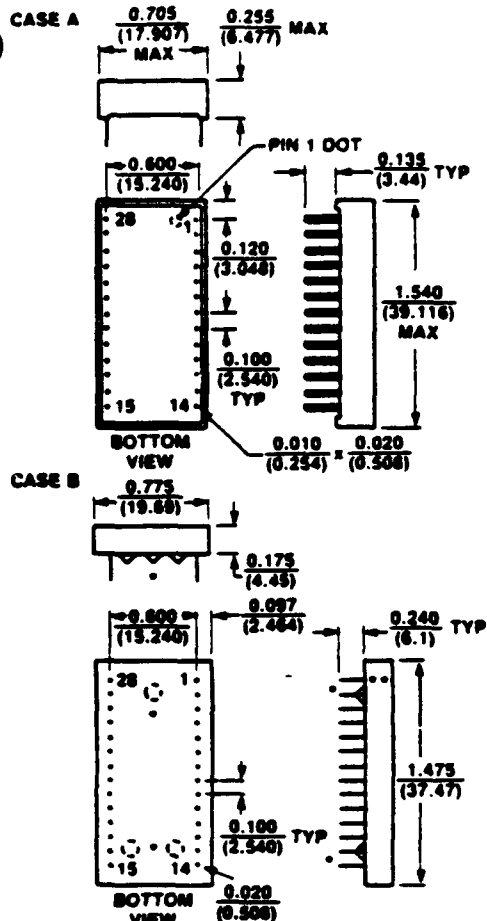 CASE A
0.705
(17.907)
MAX
0.255
(6.477) MAX
PIN 1 DOT
0.600
(15.240)
0.135
(3.44) TYP
28
1
0.120
(3.048)
1.540
(39.116)
MAX
0.100
(2.540)
TYP
15
14
BOTTOM
VIEW
0.010 x 0.020
(0.254) (0.508)
CASE B
0.775
(19.69)
0.175
(4.45)
0.600
(15.240)
0.097
(2.464)
0.240
(6.1) TYP
28
1
1.475
(37.47)
0.100
(2.540) TYP
15
14
BOTTOM
VIEW
0.020
(0.508)